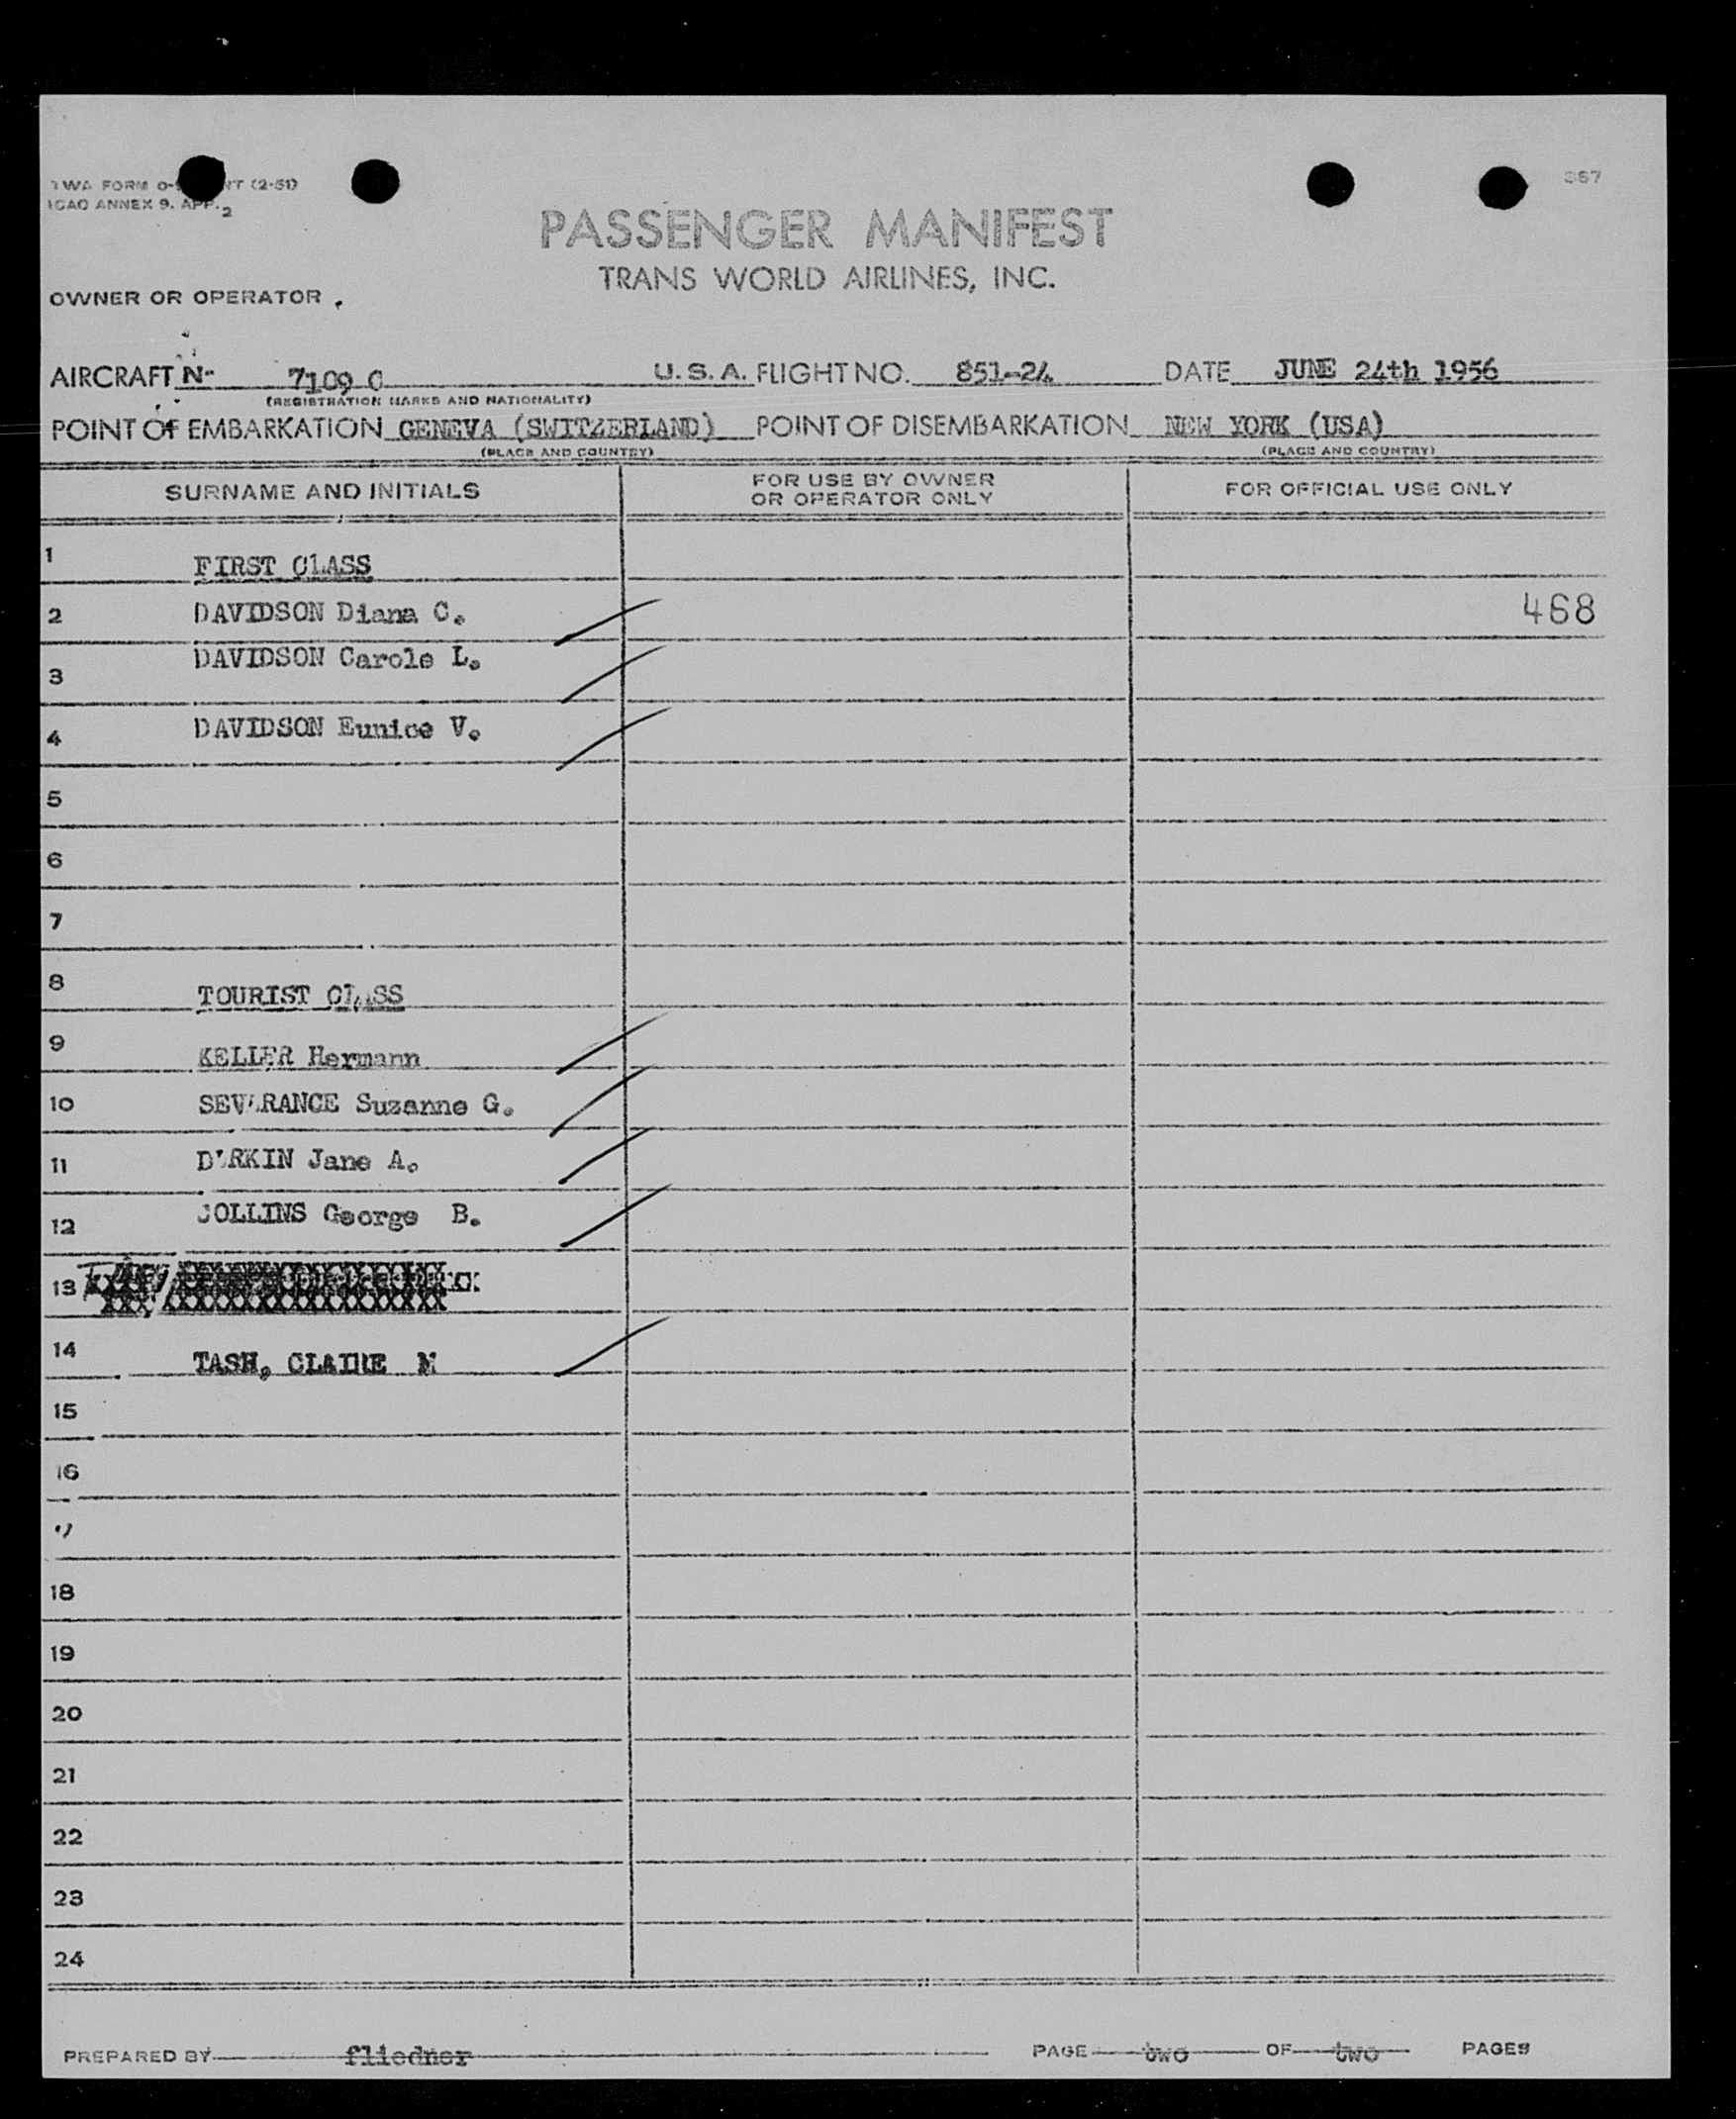 TWA FORM (2-51)
ICAO ANNEX 9. APP. 2
367
PASSENGER MANIFEST
TRANS WORLD AIRLINES, INC.
OWNER OR OPERATOR
AIRCRAFT N- 7109 C U.S.A. FLIGHT NO. 851-24 DATE JUNE 24th 1956
(REGISTRATION MARKS AND NATIONALITY)
POINT OF EMBARKATION GENEVA (SWITZERLAND) POINT OF DISEMBARKATION NEW YORK (USA)
(PLACE AND COUNTRY) (PLACE AND COUNTRY)
SURNAME AND INITIALS FOR USE BY OWNER OR OPERATOR ONLY FOR OFFICIAL USE ONLY
1 FIRST CLASS
2 DAVIDSON Diana C. 468
3 DAVIDSON Carole L.
4 DAVIDSON Eunice V.
5
6
7
8 TOURIST CLASS
9 KELLER Hermann
10 SEVERANCE Suzanne G.
11 Jane A.
12 George B.
13
14 TASH, CLAIRE M
15
16
17
18
19
20
21
22
23
24
PREPARED BY fliedner PAGE two OF two PAGES